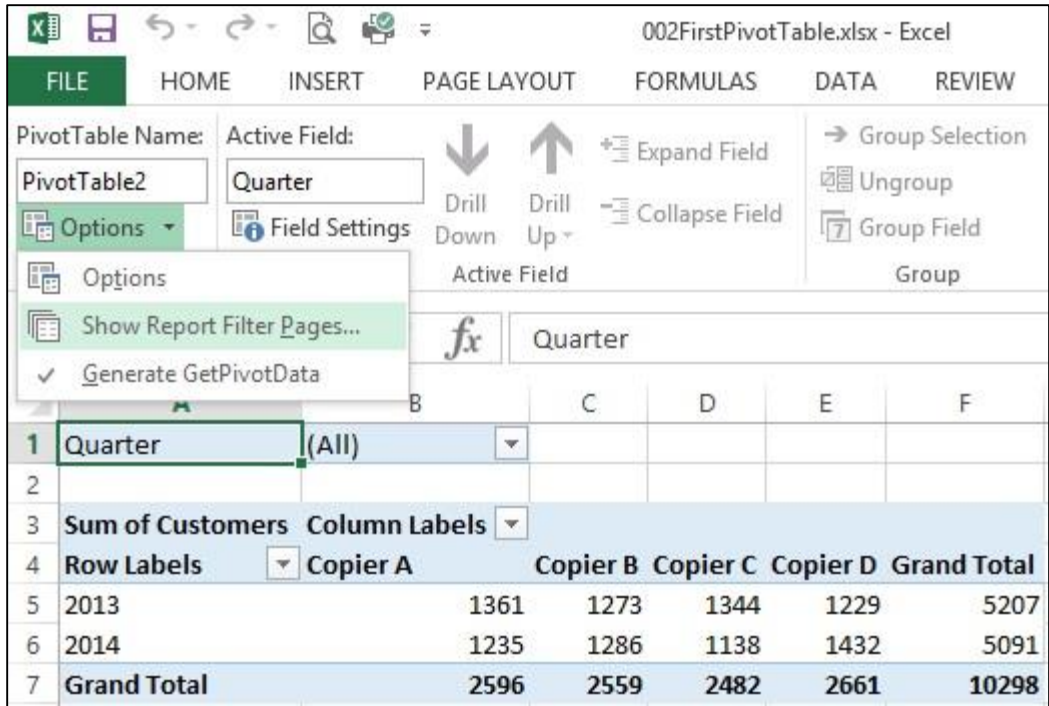 002FirstPivotTable.xlsx - Excel
FILE HOME INSERT PAGE LAYOUT FORMULAS DATA REVIEW
PivotTable Name: Active Field:
PivotTable2 Quarter
Options Field Settings
Drill Down
Drill Up
Expand Field
Collapse Field
Active Field
Group Selection
Ungroup
7 Group Field
Group
Options
Show Report Filter Pages...
Generate GetPivotData
fx Quarter
A B C D E F
1 Quarter (All)
2
3 Sum of Customers Column Labels
4 Row Labels Copier A Copier B Copier C Copier D Grand Total
5 2013 1361 1273 1344 1229 5207
6 2014 1235 1286 1138 1432 5091
7 Grand Total 2596 2559 2482 2661 10298